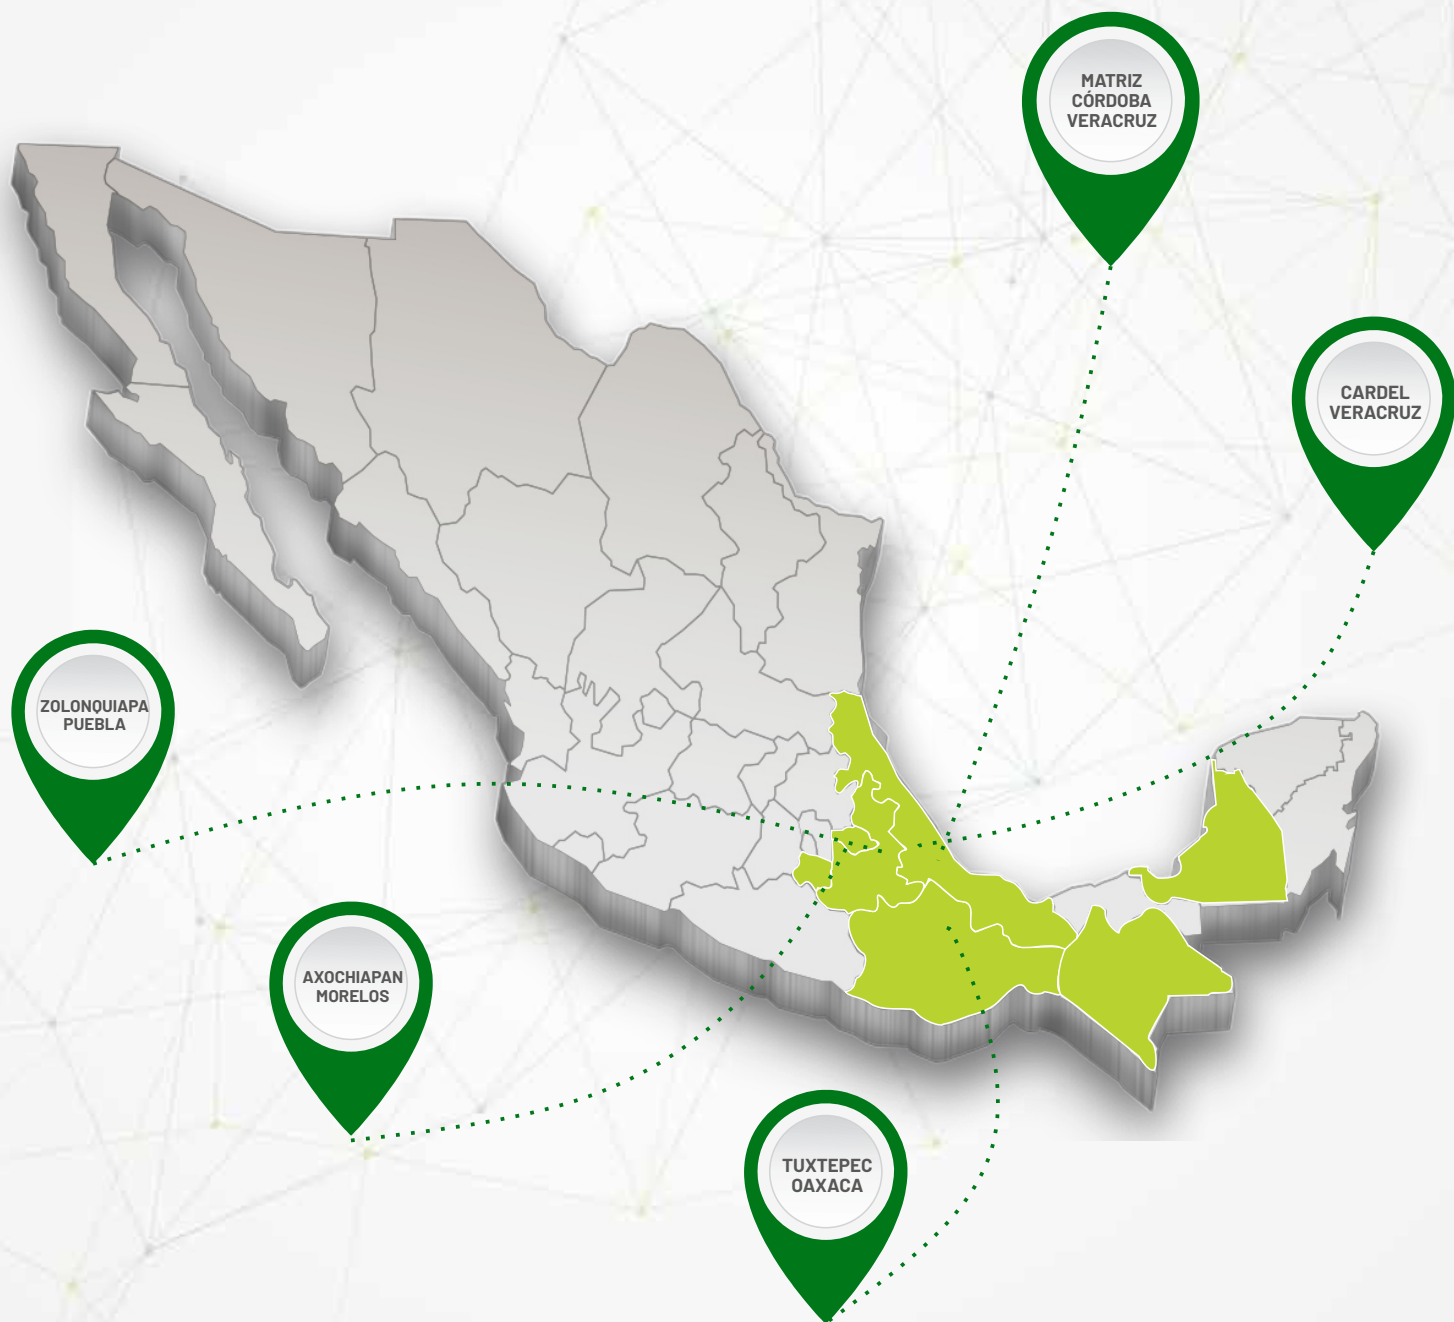 MATRIZ
CÓRDOBA
VERACRUZ
CARDEL
VERACRUZ
ZOLONQUIAPA
PUEBLA
AXOCHIAPAN
MORELOS
TUXTEPEC
OAXACA